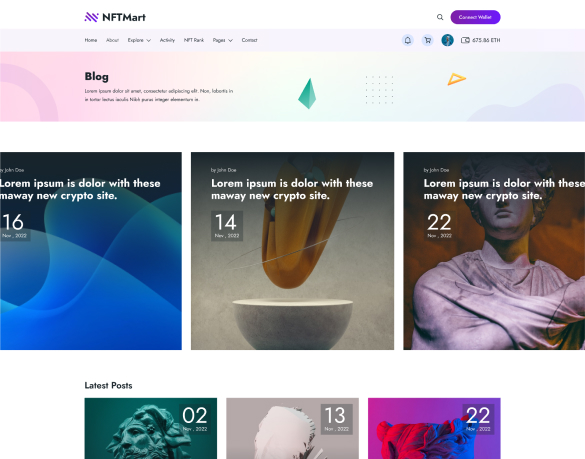 NFTMart
Connect Wallet
Home About Explore Activity NFT Rank Pages Contact
675.86 ETH
Blog
Lorem ipsum dolor sit amet, consectetur adipiscing elit. Non, lobortis in
in tortor lectus iaculis Nibh purus integer elementum in.
by John Doe
Lorem ipsum is dolor with these
maway new crypto site.
16
Nov , 2022
by John Doe
Lorem ipsum is dolor with these
maway new crypto site.
14
Nov , 2022
by John Doe
Lorem ipsum is dolor with these
maway new crypto site.
22
Nov , 2022
Latest Posts
02
Nov , 2022
13
Nov , 2022
22
Nov , 2022